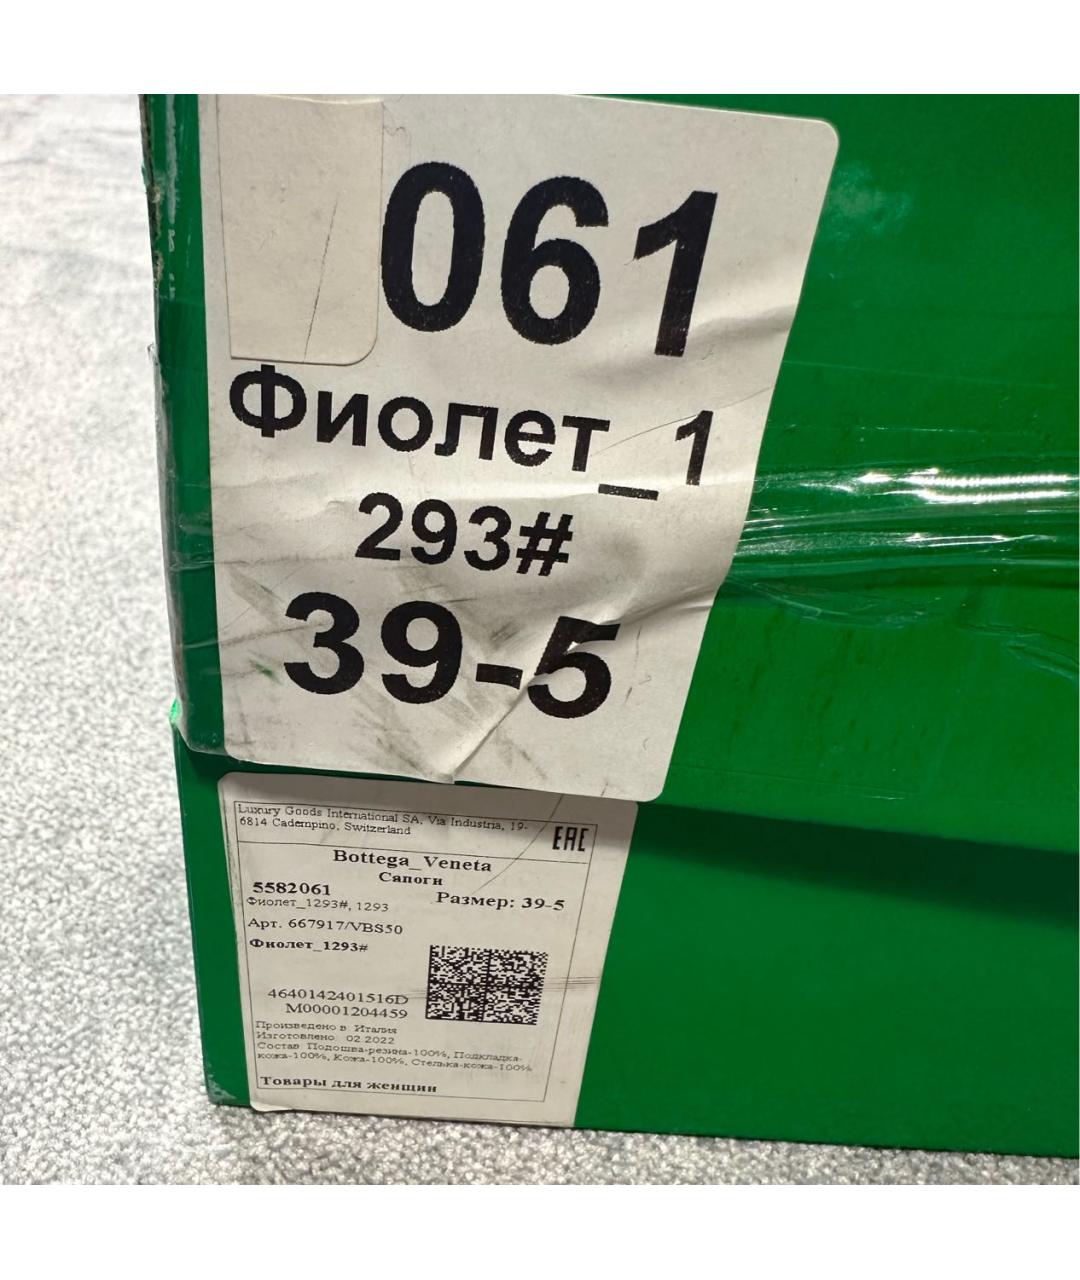 061
Фиолет_1
293#
39-5
Luxury Goods International SA, Via Industria, 19-
6814 Cadempino, Switzerland
EAC
Bottega_Veneta
Сапоги
5582061
Размер: 39-5
Фиолет_1293#, 1293
Арт. 667917/VBS50
Фиолет_1293#
4640142401516D
M00001204459
Произведено в: Италия
Изготовлено: 02.2022
Состав: Подошва-резина-100%, Подкладка-
кожа-100%, Кожа-100%, Стелька-кожа-100%
Товары для женщин